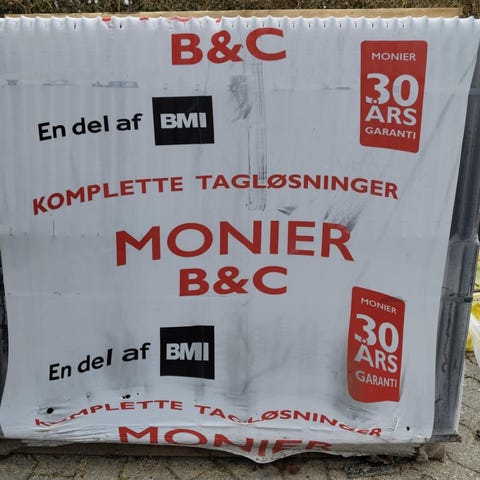 B&C
MONIER
30
ÅRS
GARANTI
En del af BMI
KOMPLETTE TAGLØSNINGER
MONIER
B&C
MONIER
30
ÅRS
GARANTI
En del af BMI
KOMPLETTE TAGLØSNINGER
MONIER